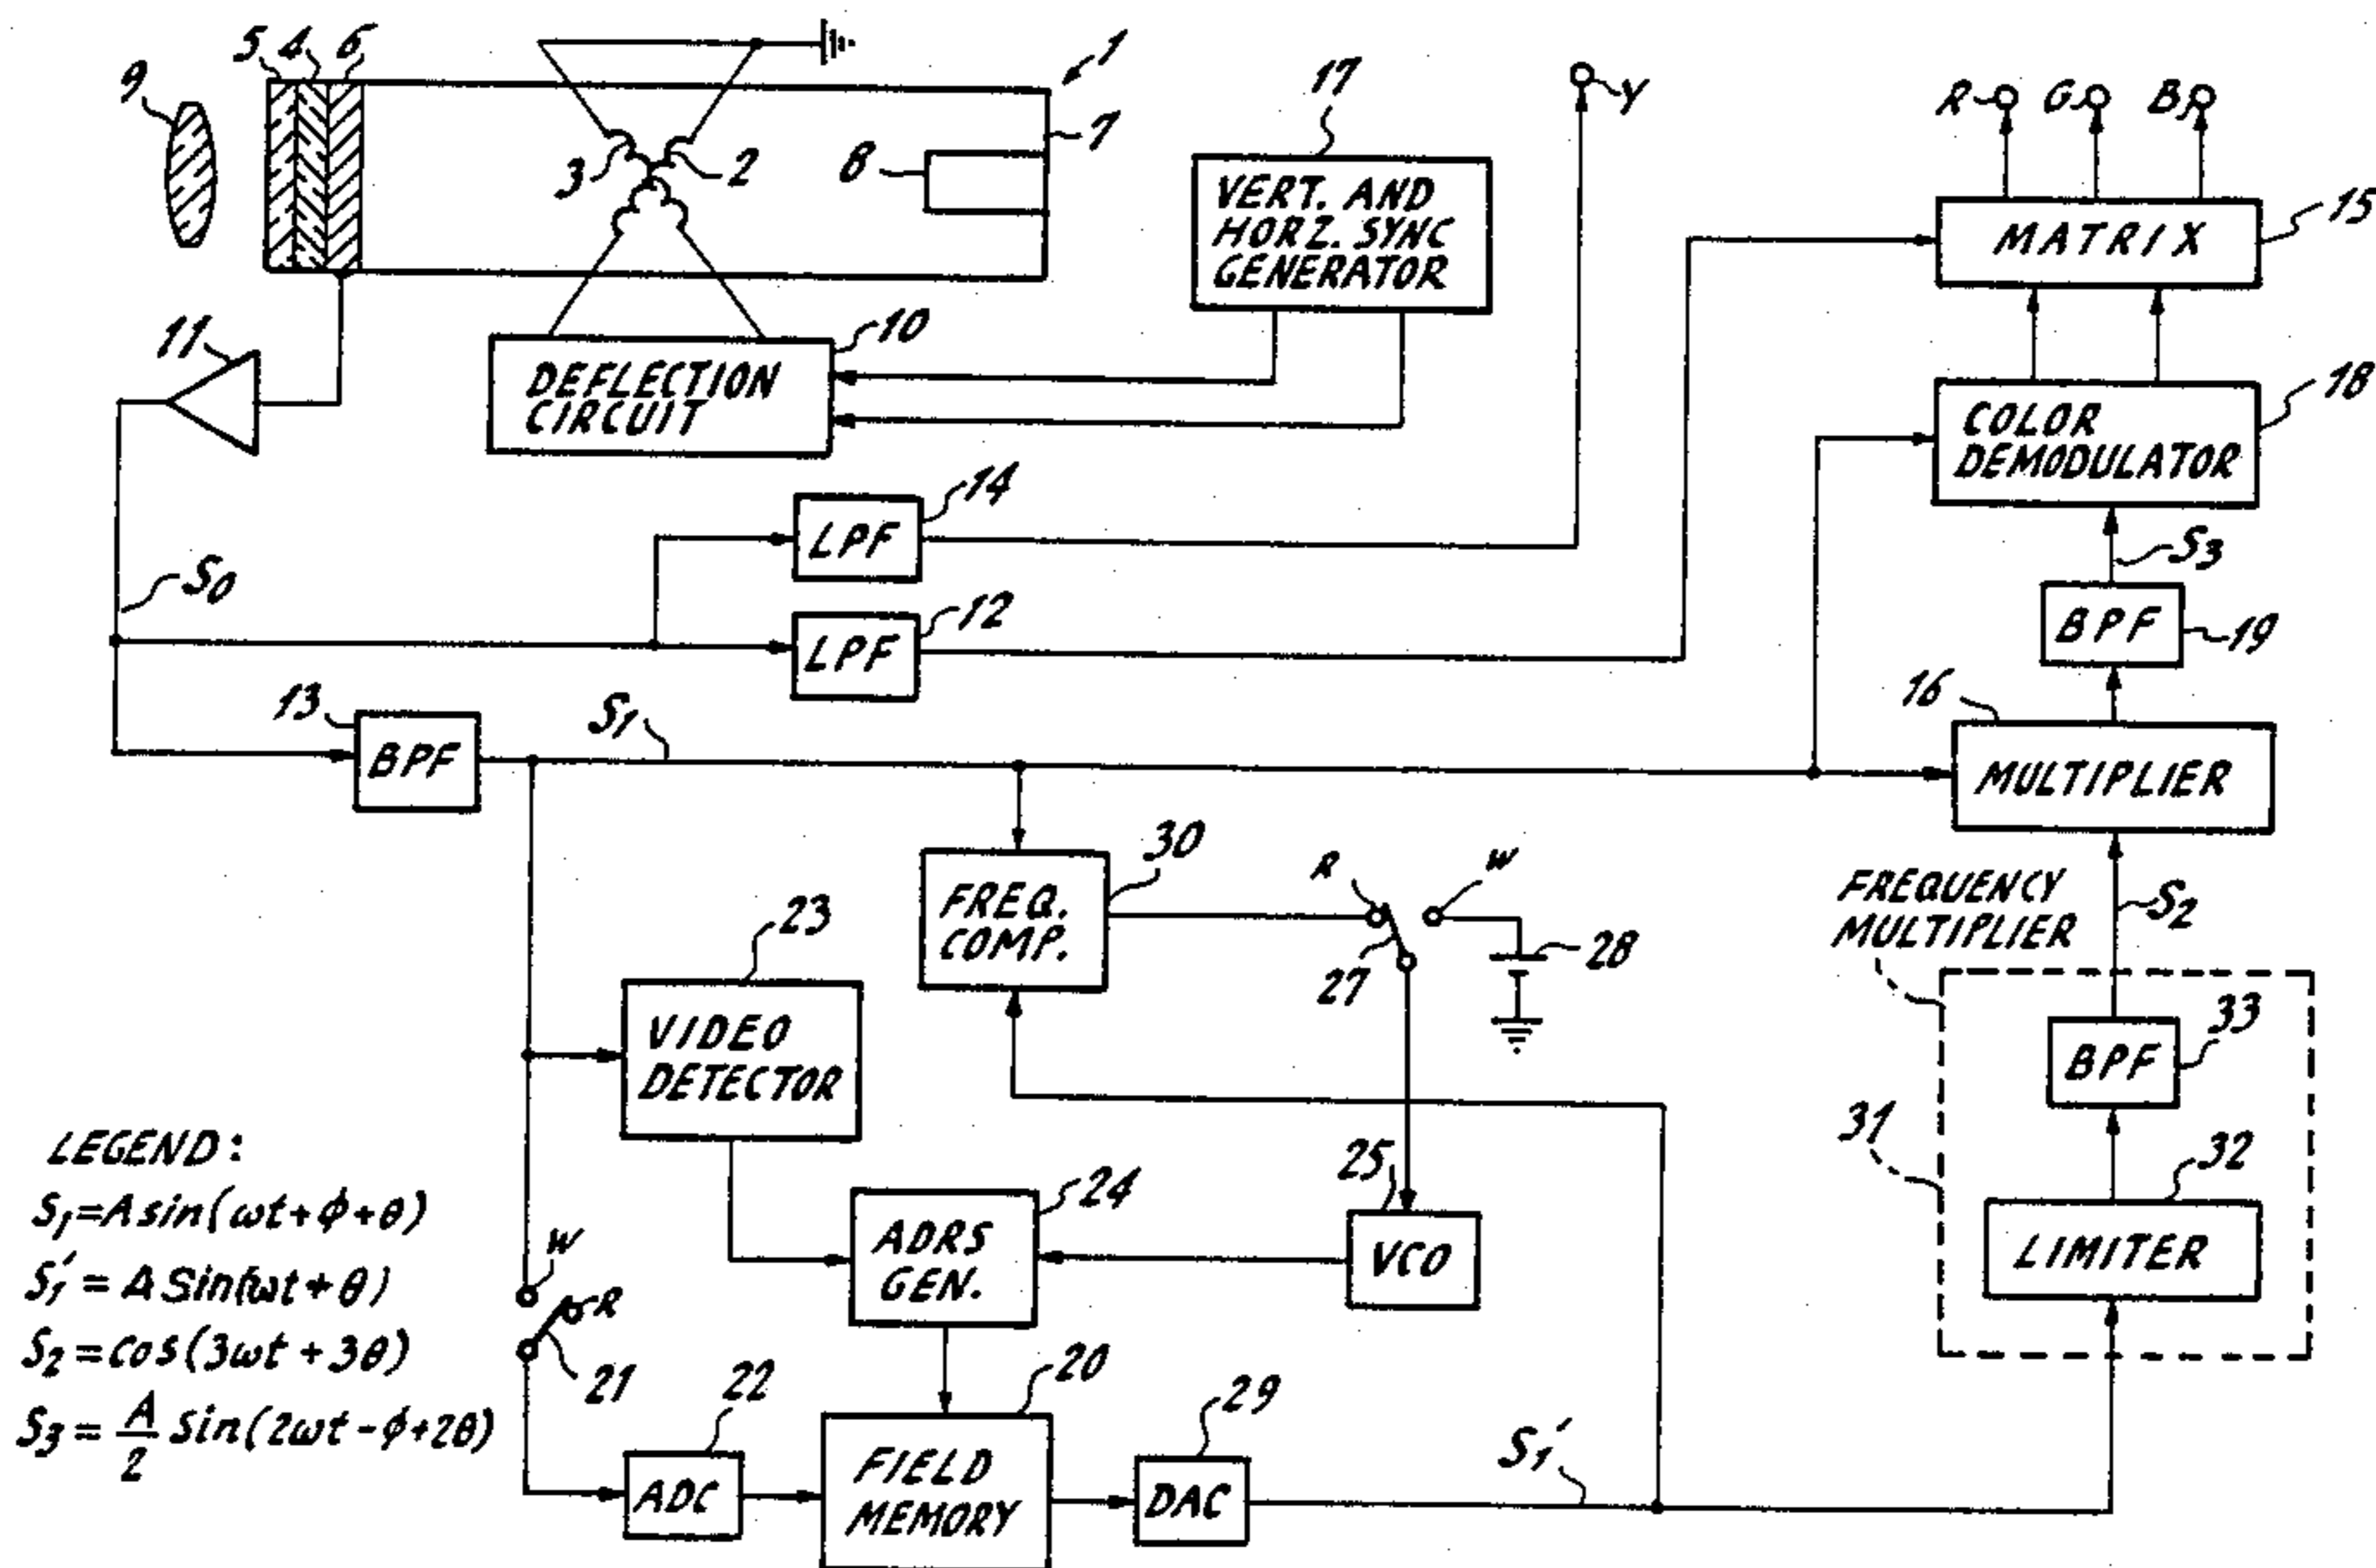 5 4 6
1
9
17
Y
R G B
3 2
8
7
VERT. AND
HORZ. SYNC
GENERATOR
MATRIX
15
11
10
DEFLECTION
CIRCUIT
18
COLOR
DEMODULATOR
14
LPF
S0
S3
12
LPF
BPF
19
13
BPF
S1
16
MULTIPLIER
30
R
W
FREQ.
COMP.
27
28
FREQUENCY
MULTIPLIER
S2
23
VIDEO
DETECTOR
33
BPF
31
32
LIMITER
25
VCO
24
ADRS
GEN.
LEGEND:
S1=A sin(ωt+ϕ+θ)
S1' = A Sin(ωt+θ)
S2 = cos(3ωt+3θ)
S3 = A/2 Sin(2ωt-ϕ+2θ)
W
R
21
22
ADC
20
FIELD
MEMORY
29
DAC
S1'